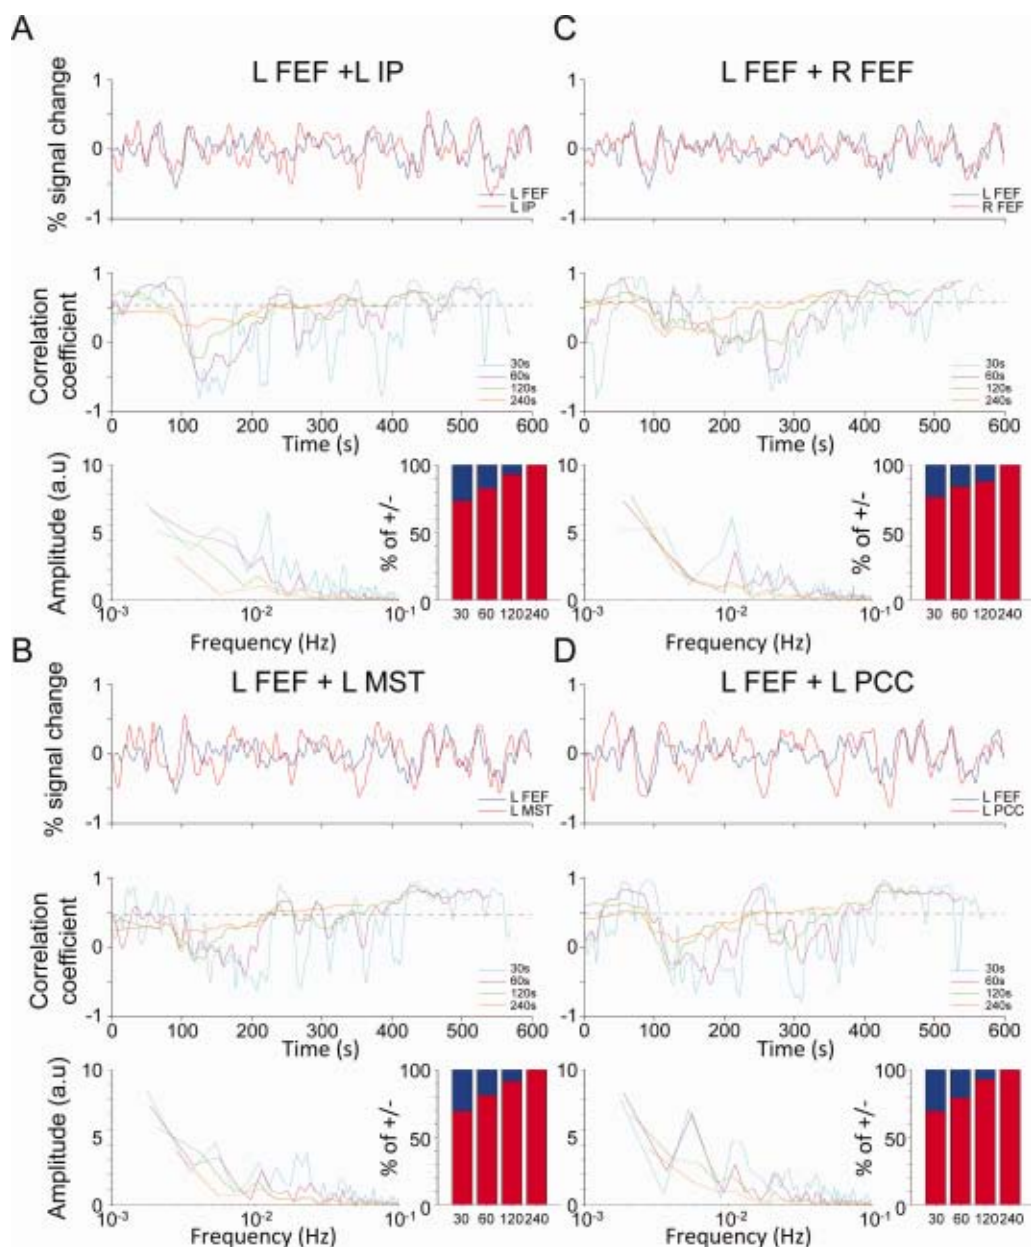 A
L FEF +L IP
% signal change
1
0
-1
L FEF
L IP
Correlation
coefficient
1
0
-1
30s
60s
120s
240s
0 100 200 300 400 500 600
Time (s)
Amplitude (a.u)
10
5
0
10-3 10-2 10-1
Frequency (Hz)
% of +/-
100
50
0
30 60 120 240
C
L FEF + R FEF
1
0
-1
L FEF
R FEF
1
0
-1
30s
60s
120s
240s
0 100 200 300 400 500 600
Time (s)
10
5
0
10-3 10-2 10-1
Frequency (Hz)
% of +/-
100
50
0
30 60 120 240
B
L FEF + L MST
% signal change
1
0
-1
L FEF
L MST
Correlation
coefficient
1
0
-1
30s
60s
120s
240s
0 100 200 300 400 500 600
Time (s)
Amplitude (a.u)
10
5
0
10-3 10-2 10-1
Frequency (Hz)
% of +/-
100
50
0
30 60 120 240
D
L FEF + L PCC
1
0
-1
L FEF
L PCC
1
0
-1
30s
60s
120s
240s
0 100 200 300 400 500 600
Time (s)
10
5
0
10-3 10-2 10-1
Frequency (Hz)
% of +/-
100
50
0
30 60 120 240